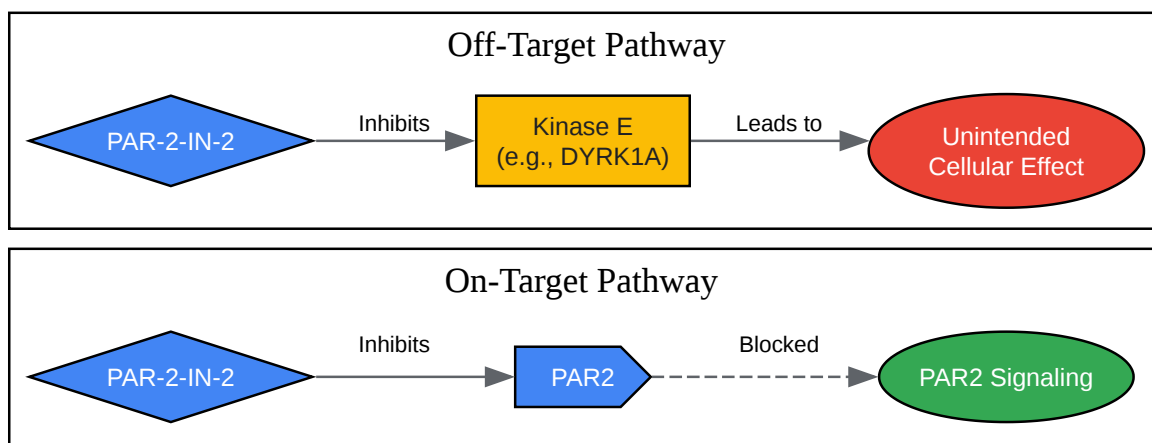 Off-Target Pathway
PAR-2-IN-2
Inhibits
Kinase E
(e.g., DYRK1A)
Leads to
Unintended
Cellular Effect
On-Target Pathway
PAR-2-IN-2
Inhibits
PAR2
Blocked
PAR2 Signaling